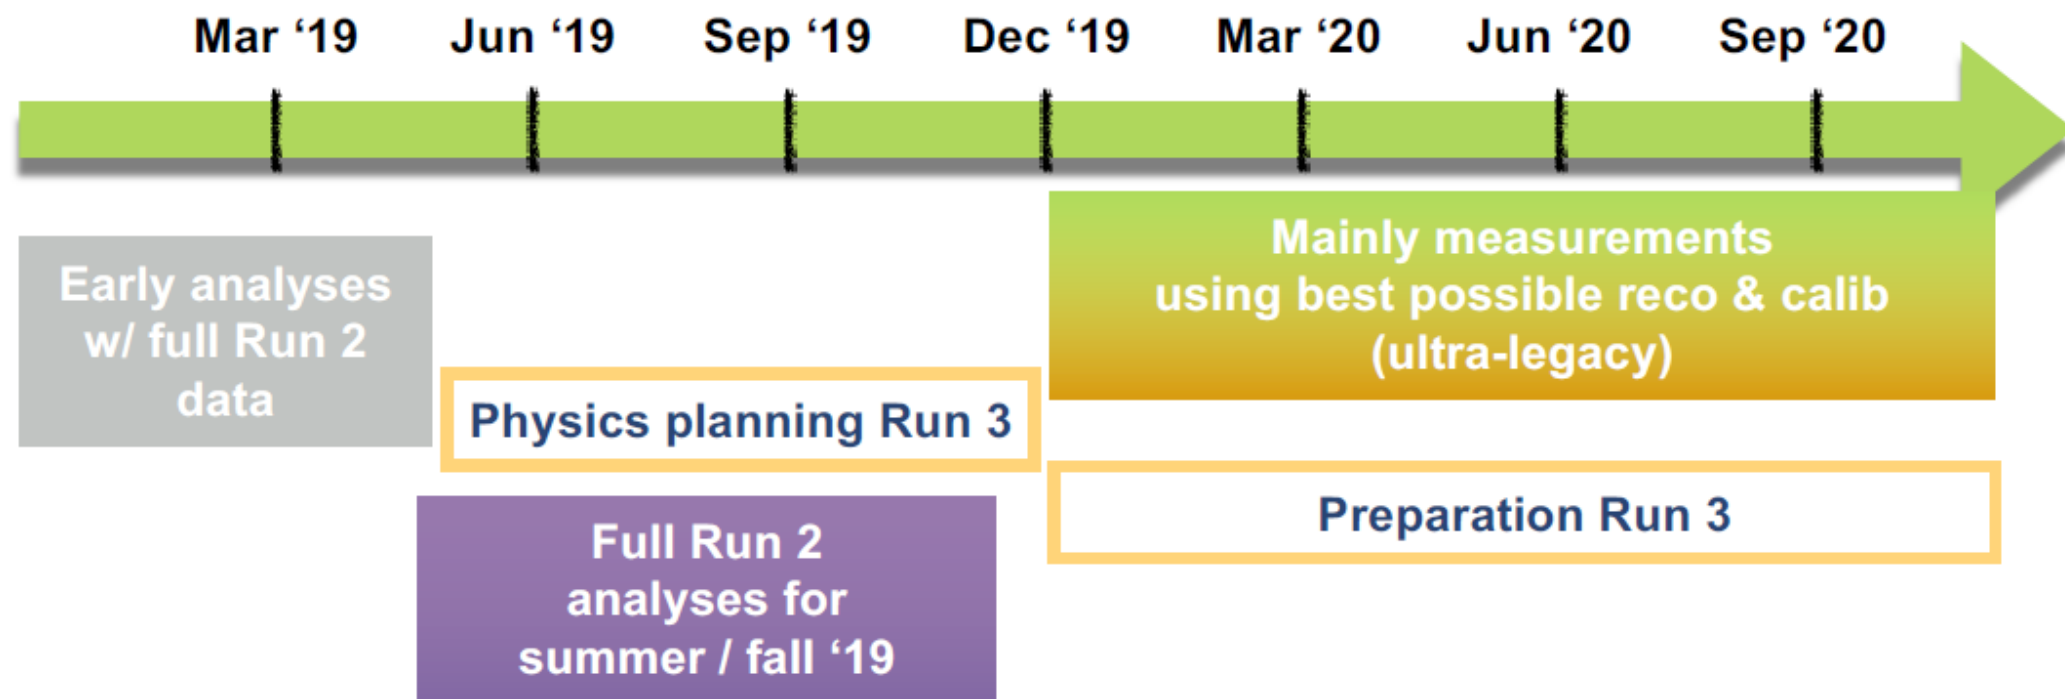 Mar ‘19 Jun ‘19 Sep ‘19 Dec ‘19 Mar ‘20 Jun ‘20 Sep ‘20
Early analyses
w/ full Run 2
data
Physics planning Run 3
Full Run 2
analyses for
summer / fall ‘19
Mainly measurements
using best possible reco & calib
(ultra-legacy)
Preparation Run 3